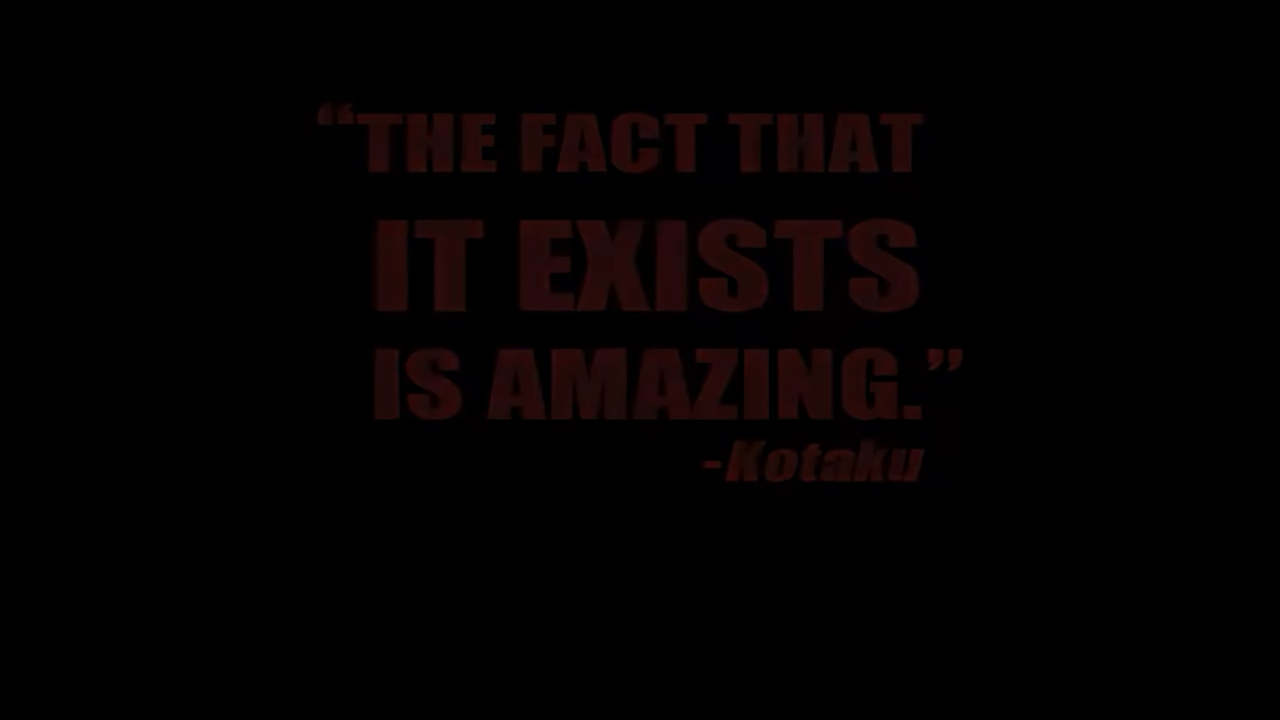 “THE FACT THAT
IT EXISTS
IS AMAZING.”
-Kotaku